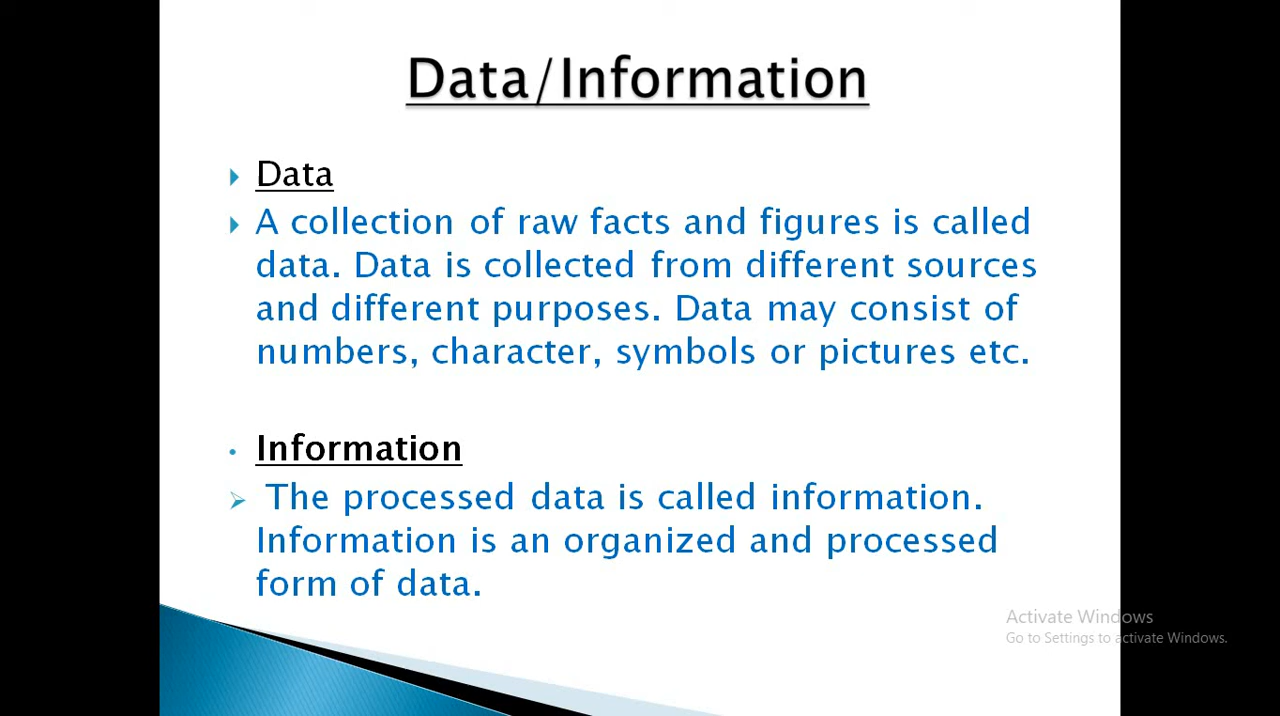 Data/Information
Data
A collection of raw facts and figures is called
data. Data is collected from different sources
and different purposes. Data may consist of
numbers, character, symbols or pictures etc.
Information
The processed data is called information.
Information is an organized and processed
form of data.
Activate Windows
Go to Settings to activate Windows.